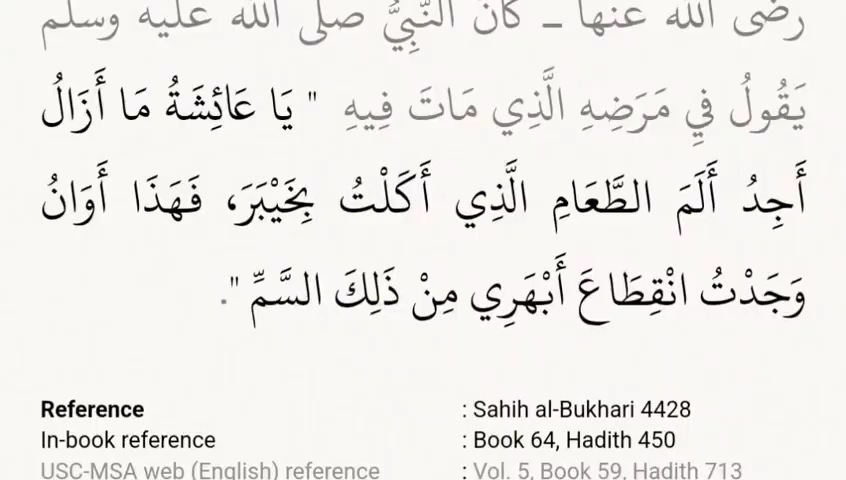 رضى الله عنها ـ كَانَ النَّبِيُّ صلى الله عليه وسلم
يَقُولُ فِي مَرَضِهِ الَّذِي مَاتَ فِيهِ ‏"‏ يَا عَائِشَةُ مَا أَزَالُ
أَجِدُ أَلَمَ الطَّعَامِ الَّذِي أَكَلْتُ بِخَيْبَرَ، فَهَذَا أَوَانُ
وَجَدْتُ انْقِطَاعَ أَبْهَرِي مِنْ ذَلِكَ السَّمِّ ‏"‏‏.‏
Reference : Sahih al-Bukhari 4428
In-book reference : Book 64, Hadith 450
USC-MSA web (English) reference : Vol. 5, Book 59, Hadith 713